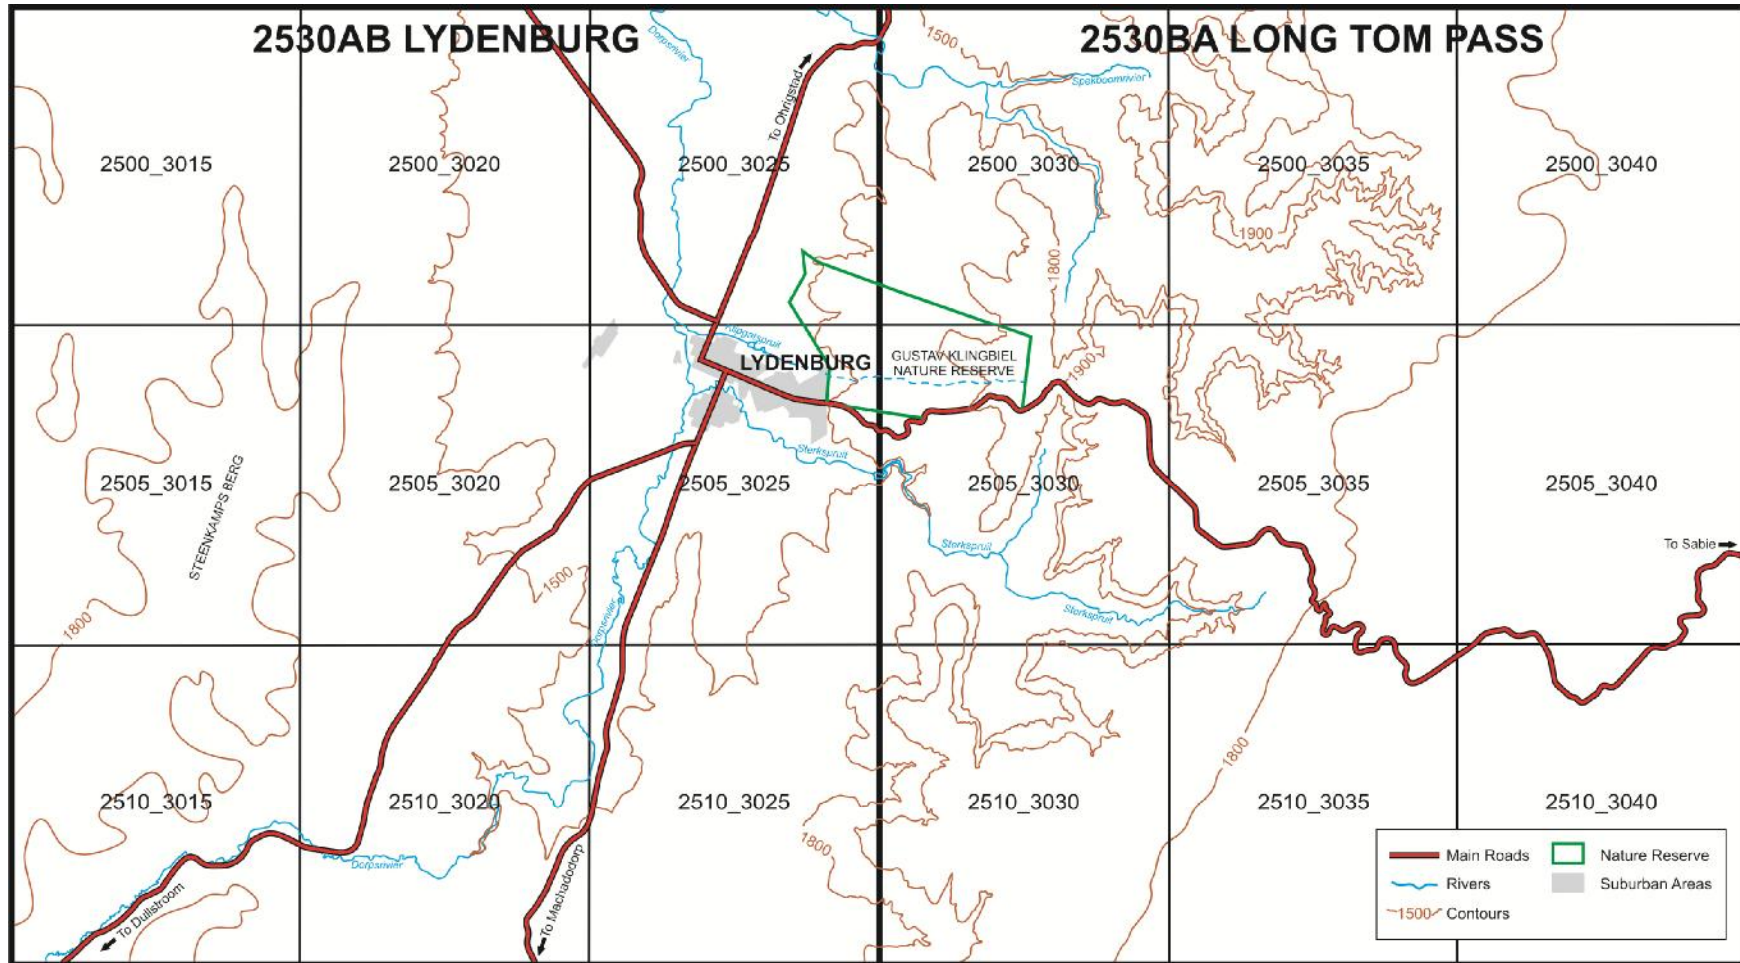 2530AB LYDENBURG
2530BA LONG TOM PASS
Dorpsrivier
To Ohrigstad
1500
Spekboomrivier
2500_3015
2500_3020
2500_3025
2500_3030
2500_3035
2500_3040
1900
1800
Klipgatspruit
LYDENBURG
GUSTAV KLINGBIEL
NATURE RESERVE
1900
Sterkspruit
2505_3015
2505_3020
2505_3025
2505_3030
2505_3035
2505_3040
STEENKAMPS BERG
Sterkspruit
To Sabie
1500
1800
Dorpsrivier
Sterkspruit
1800
2510_3015
2510_3020
2510_3025
2510_3030
2510_3035
2510_3040
1800
Dorpsrivier
To Dullstroom
To Machadodorp
Main Roads
Nature Reserve
Rivers
Suburban Areas
1500
Contours